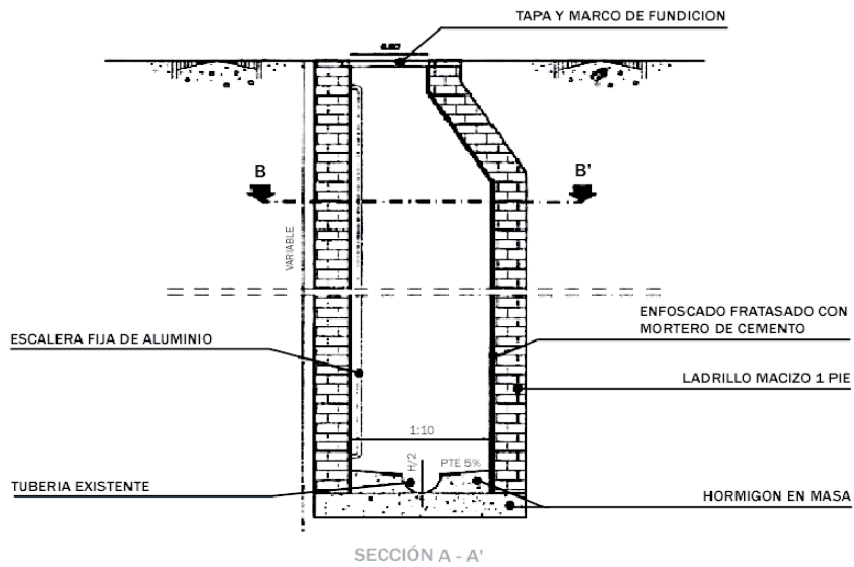 TAPA Y MARCO DE FUNDICION
B
B'
VARIABLE
ENFOSCADO FRATASADO CON
MORTERO DE CEMENTO
ESCALERA FIJA DE ALUMINIO
LADRILLO MACIZO 1 PIE
1:10
H/2
PTE 5%
TUBERIA EXISTENTE
HORMIGON EN MASA
SECCIÓN A - A'